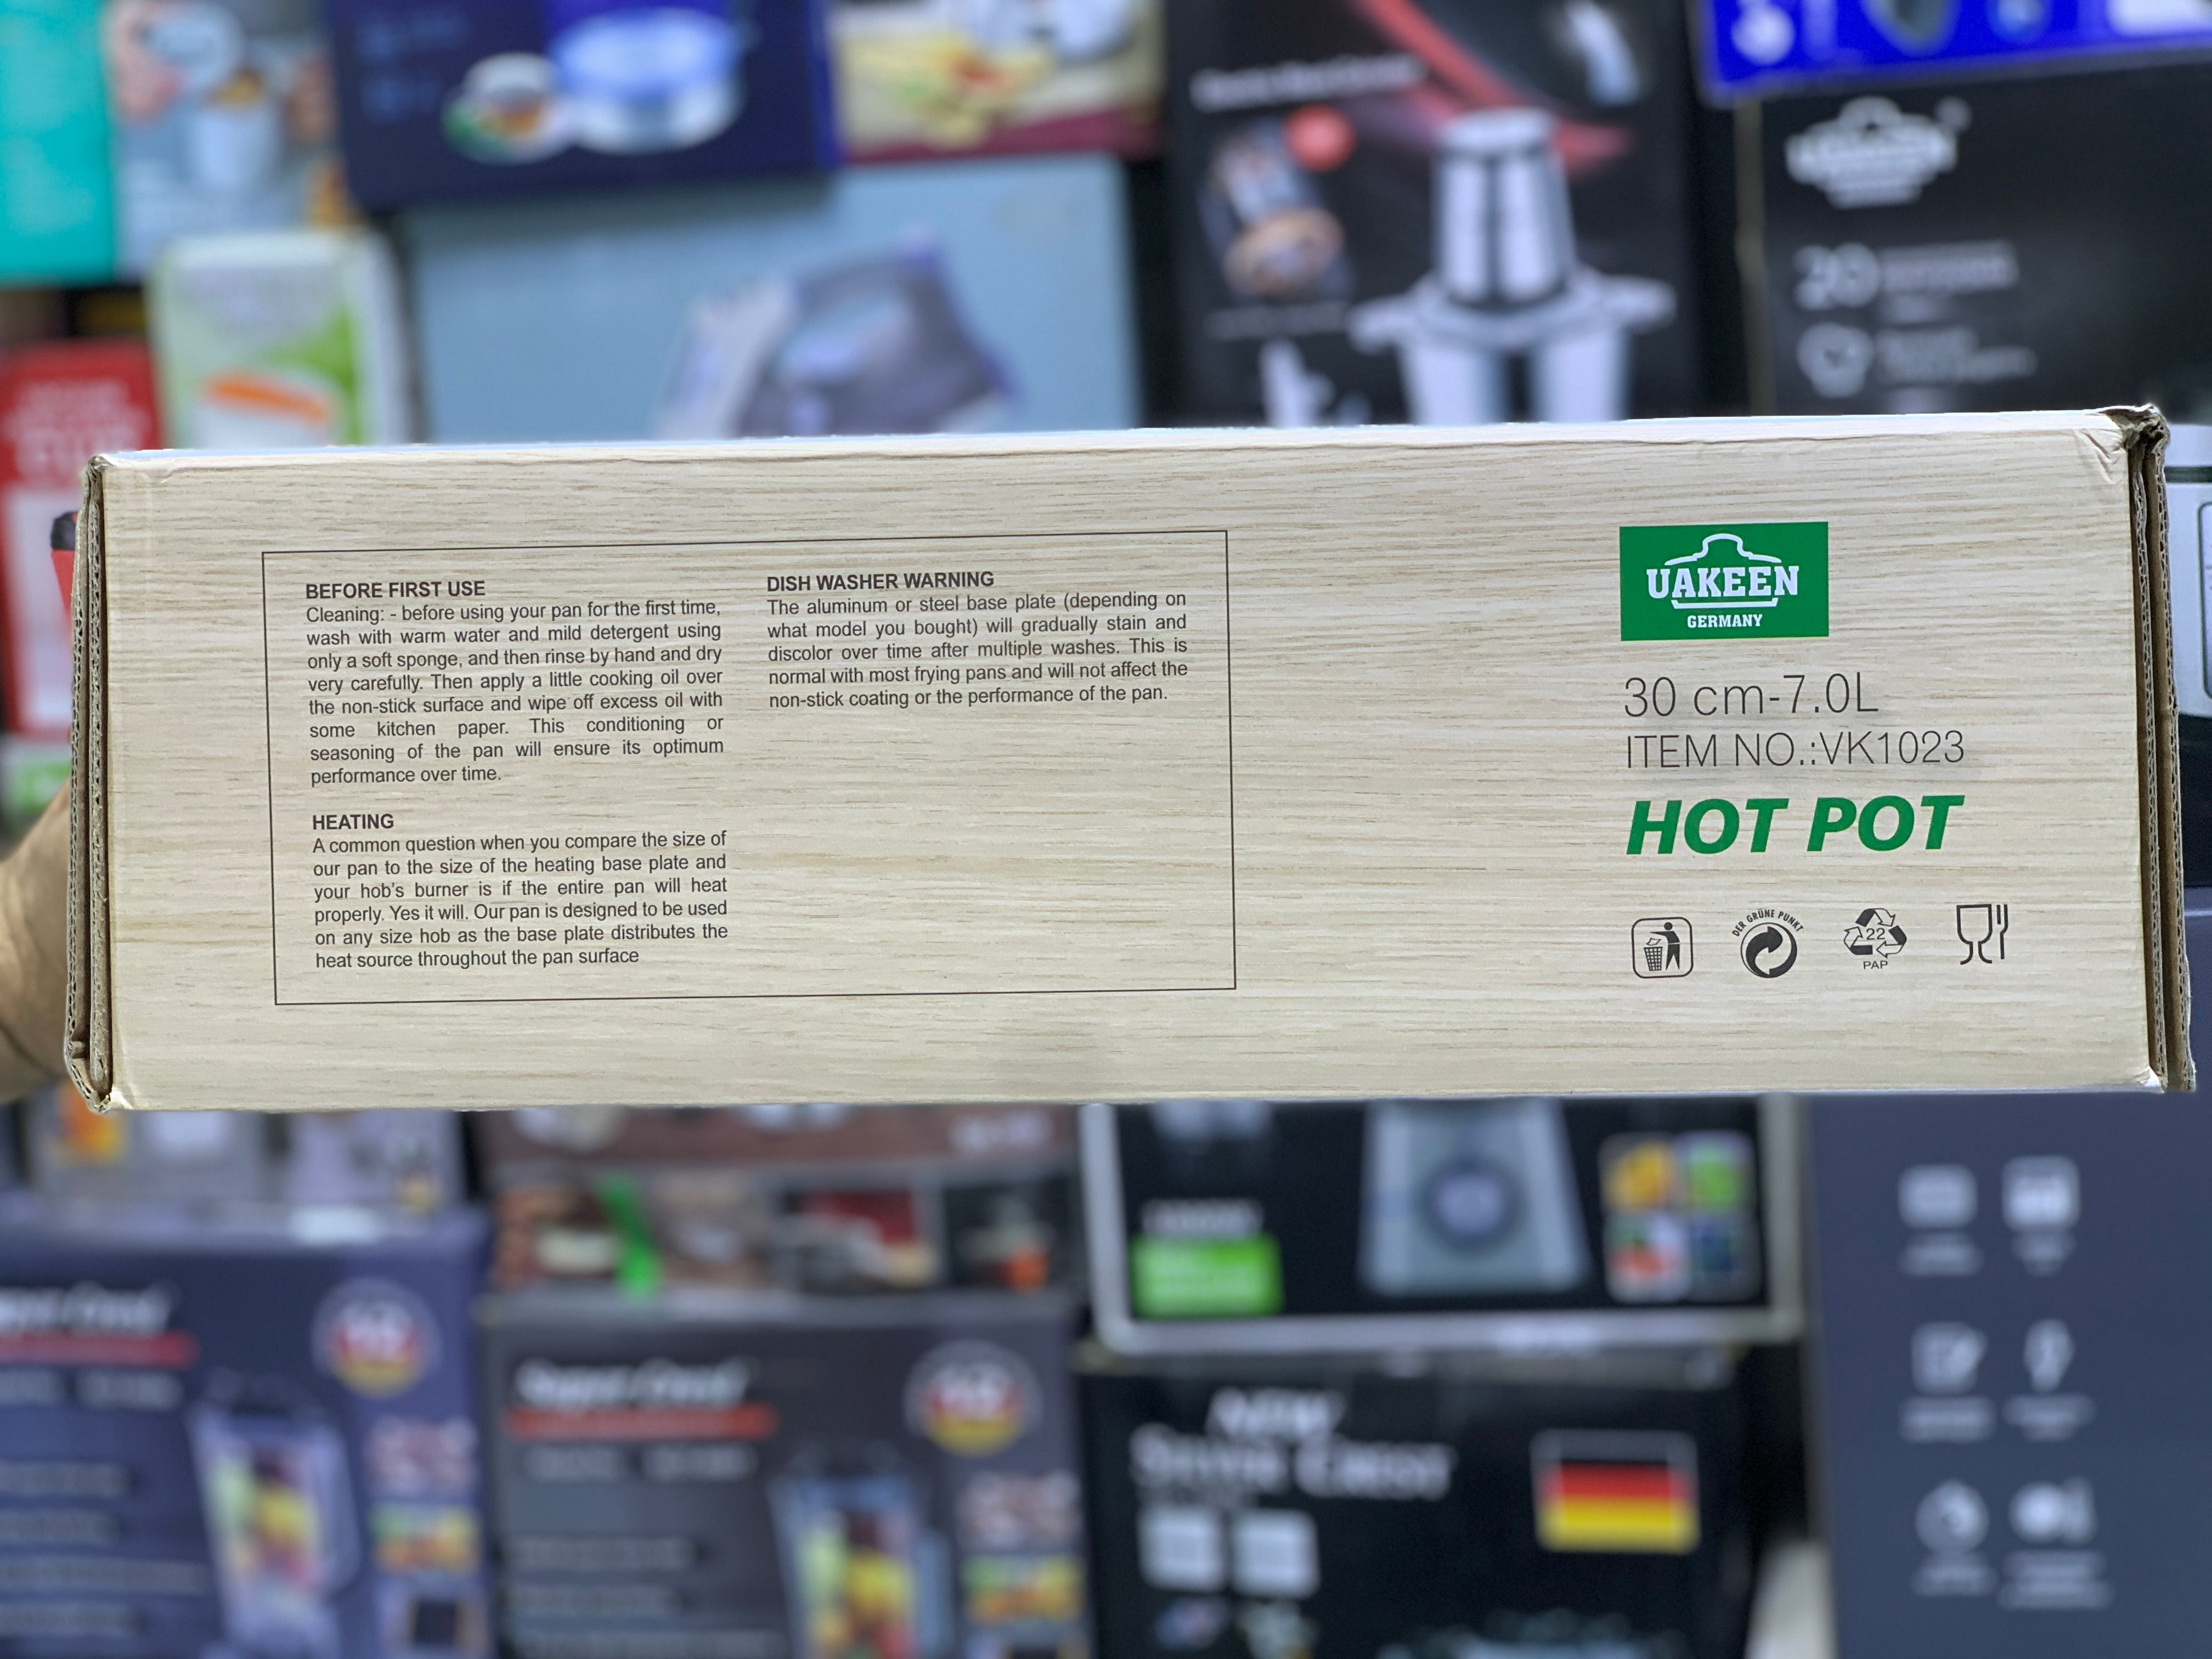 BEFORE FIRST USE
Cleaning: - before using your pan for the first time,
wash with warm water and mild detergent using
only a soft sponge, and then rinse by hand and dry
very carefully. Then apply a little cooking oil over
the non-stick surface and wipe off excess oil with
some kitchen paper. This conditioning or
seasoning of the pan will ensure its optimum
performance over time.
HEATING
A common question when you compare the size of
our pan to the size of the heating base plate and
your hob's burner is if the entire pan will heat
properly. Yes it will. Our pan is designed to be used
on any size hob as the base plate distributes the
heat source throughout the pan surface
DISH WASHER WARNING
The aluminum or steel base plate (depending on
what model you bought) will gradually stain and
discolor over time after multiple washes. This is
normal with most frying pans and will not affect the
non-stick coating or the performance of the pan.
UAKEEN
GERMANY
30 cm-7.0L
ITEM NO.:VK1023
HOT POT
DER GRÜNE PUNKT
22
PAP
20
NEW